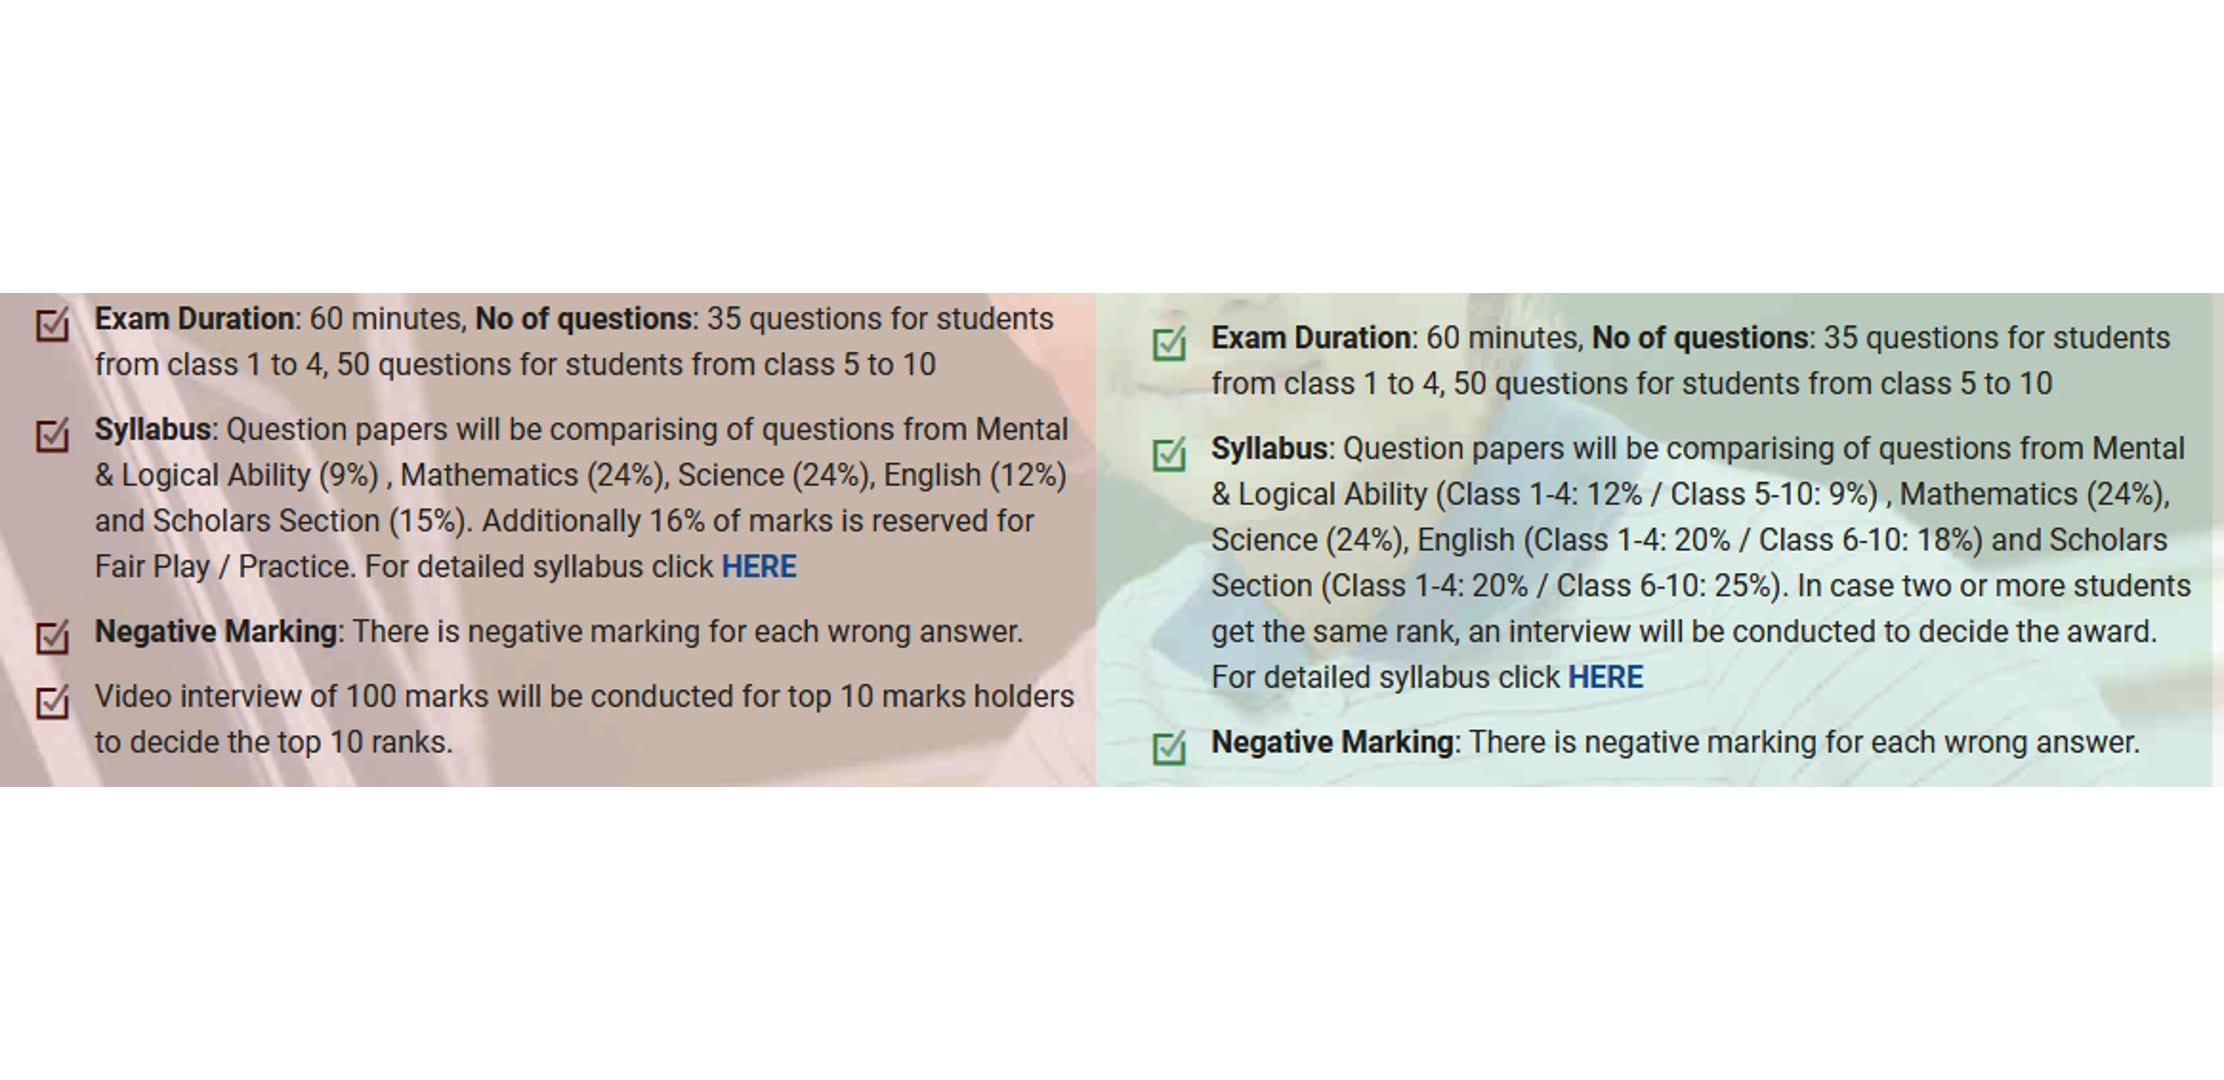 Exam Duration: 60 minutes, No of questions: 35 questions for students
from class 1 to 4, 50 questions for students from class 5 to 10
Syllabus: Question papers will be comparising of questions from Mental
& Logical Ability (9%) , Mathematics (24%), Science (24%), English (12%)
and Scholars Section (15%). Additionally 16% of marks is reserved for
Fair Play / Practice. For detailed syllabus click HERE
Negative Marking: There is negative marking for each wrong answer.
Video interview of 100 marks will be conducted for top 10 marks holders
to decide the top 10 ranks.
Exam Duration: 60 minutes, No of questions: 35 questions for students
from class 1 to 4, 50 questions for students from class 5 to 10
Syllabus: Question papers will be comparising of questions from Mental
& Logical Ability (Class 1-4: 12% / Class 5-10: 9%) , Mathematics (24%),
Science (24%), English (Class 1-4: 20% / Class 6-10: 18%) and Scholars
Section (Class 1-4: 20% / Class 6-10: 25%). In case two or more students
get the same rank, an interview will be conducted to decide the award.
For detailed syllabus click HERE
Negative Marking: There is negative marking for each wrong answer.